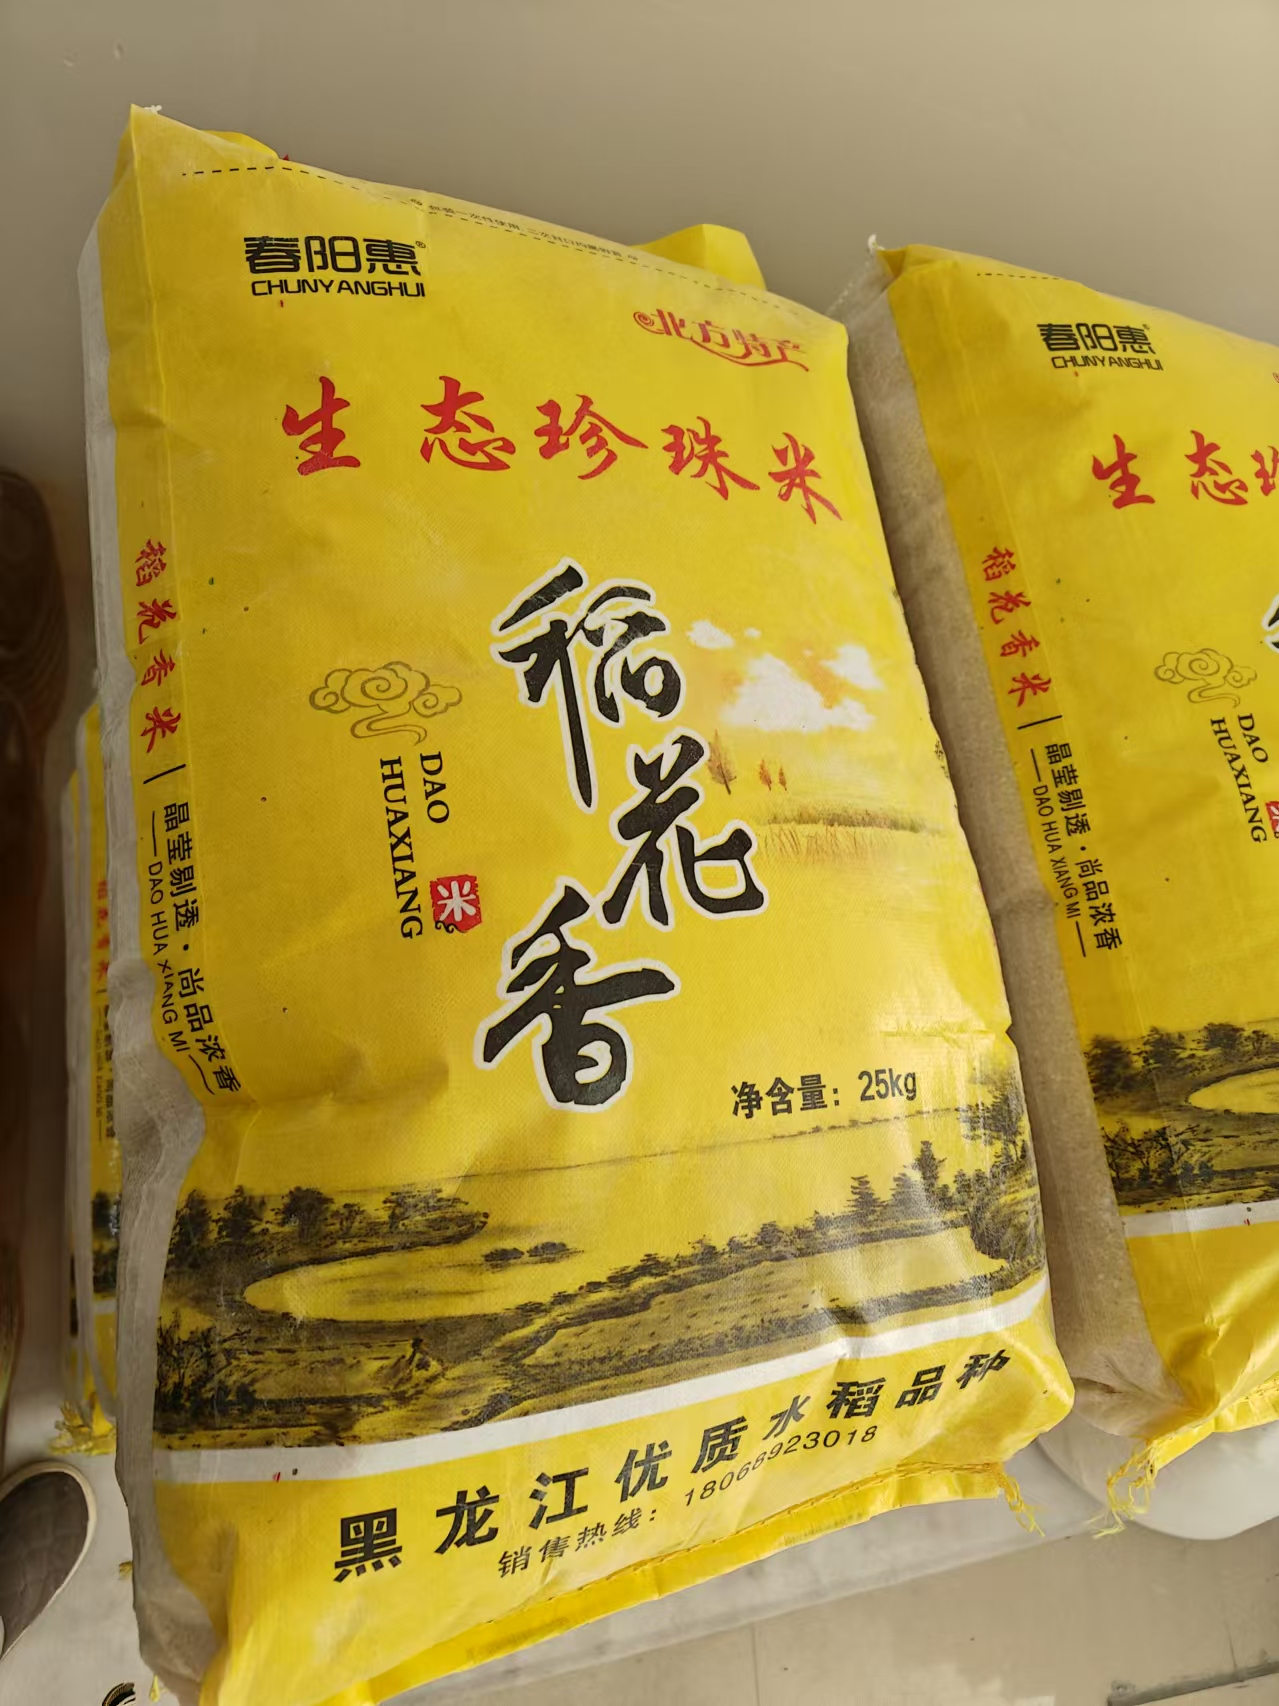 春阳惠®
CHUNYANGHUI
北方特产
生态珍珠米
稻花香
DAO
HUAXIANG
米
稻花香米
晶莹剔透·尚品浓香
DAO HUA XIANG MI
净含量：25kg
黑龙江优质水稻品种
销售热线：18068923018
春阳惠
CHUNYANGHUI
生态
稻花香米
晶莹剔透·尚品浓香
DAO HUA XIANG MI
DAO
HUAXIANG